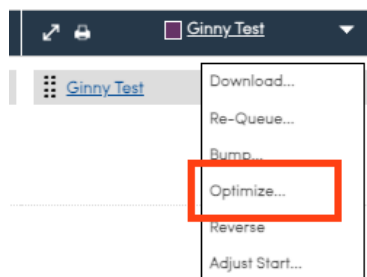 Ginny Test
Ginny Test
Download...
Re-Queue...
Bump...
Optimize...
Reverse
Adjust Start...